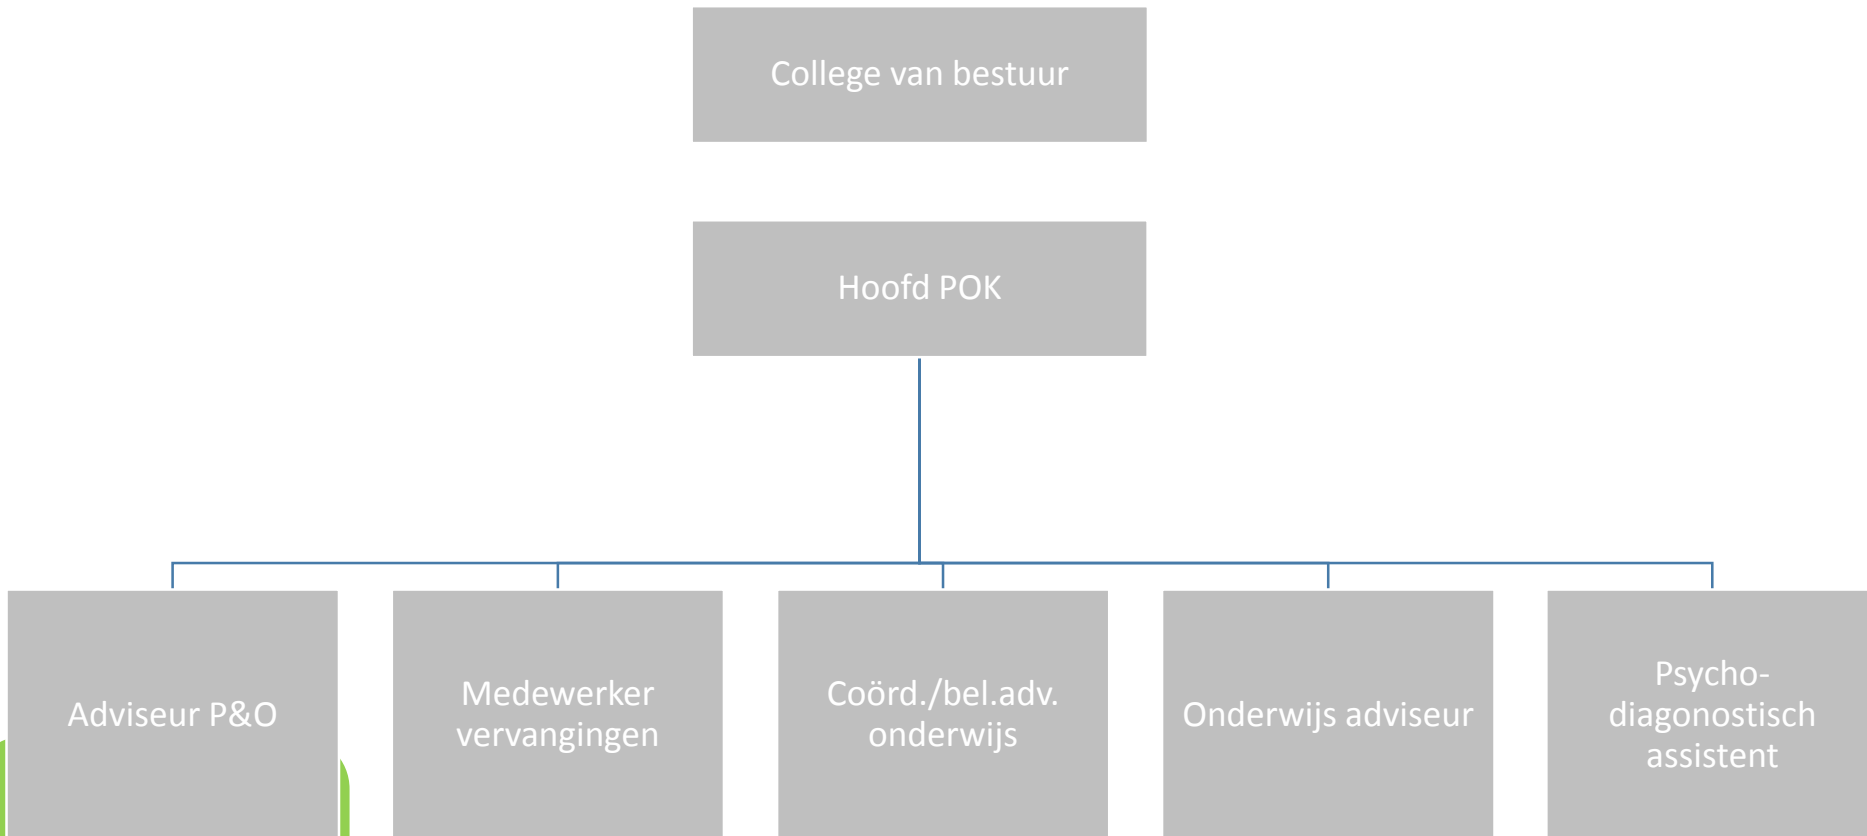 College van bestuur
Hoofd POK
Adviseur P&O
Medewerker
vervangingen
Coörd./bel.adv.
onderwijs
Onderwijs adviseur
Psycho-
diagonostisch
assistent